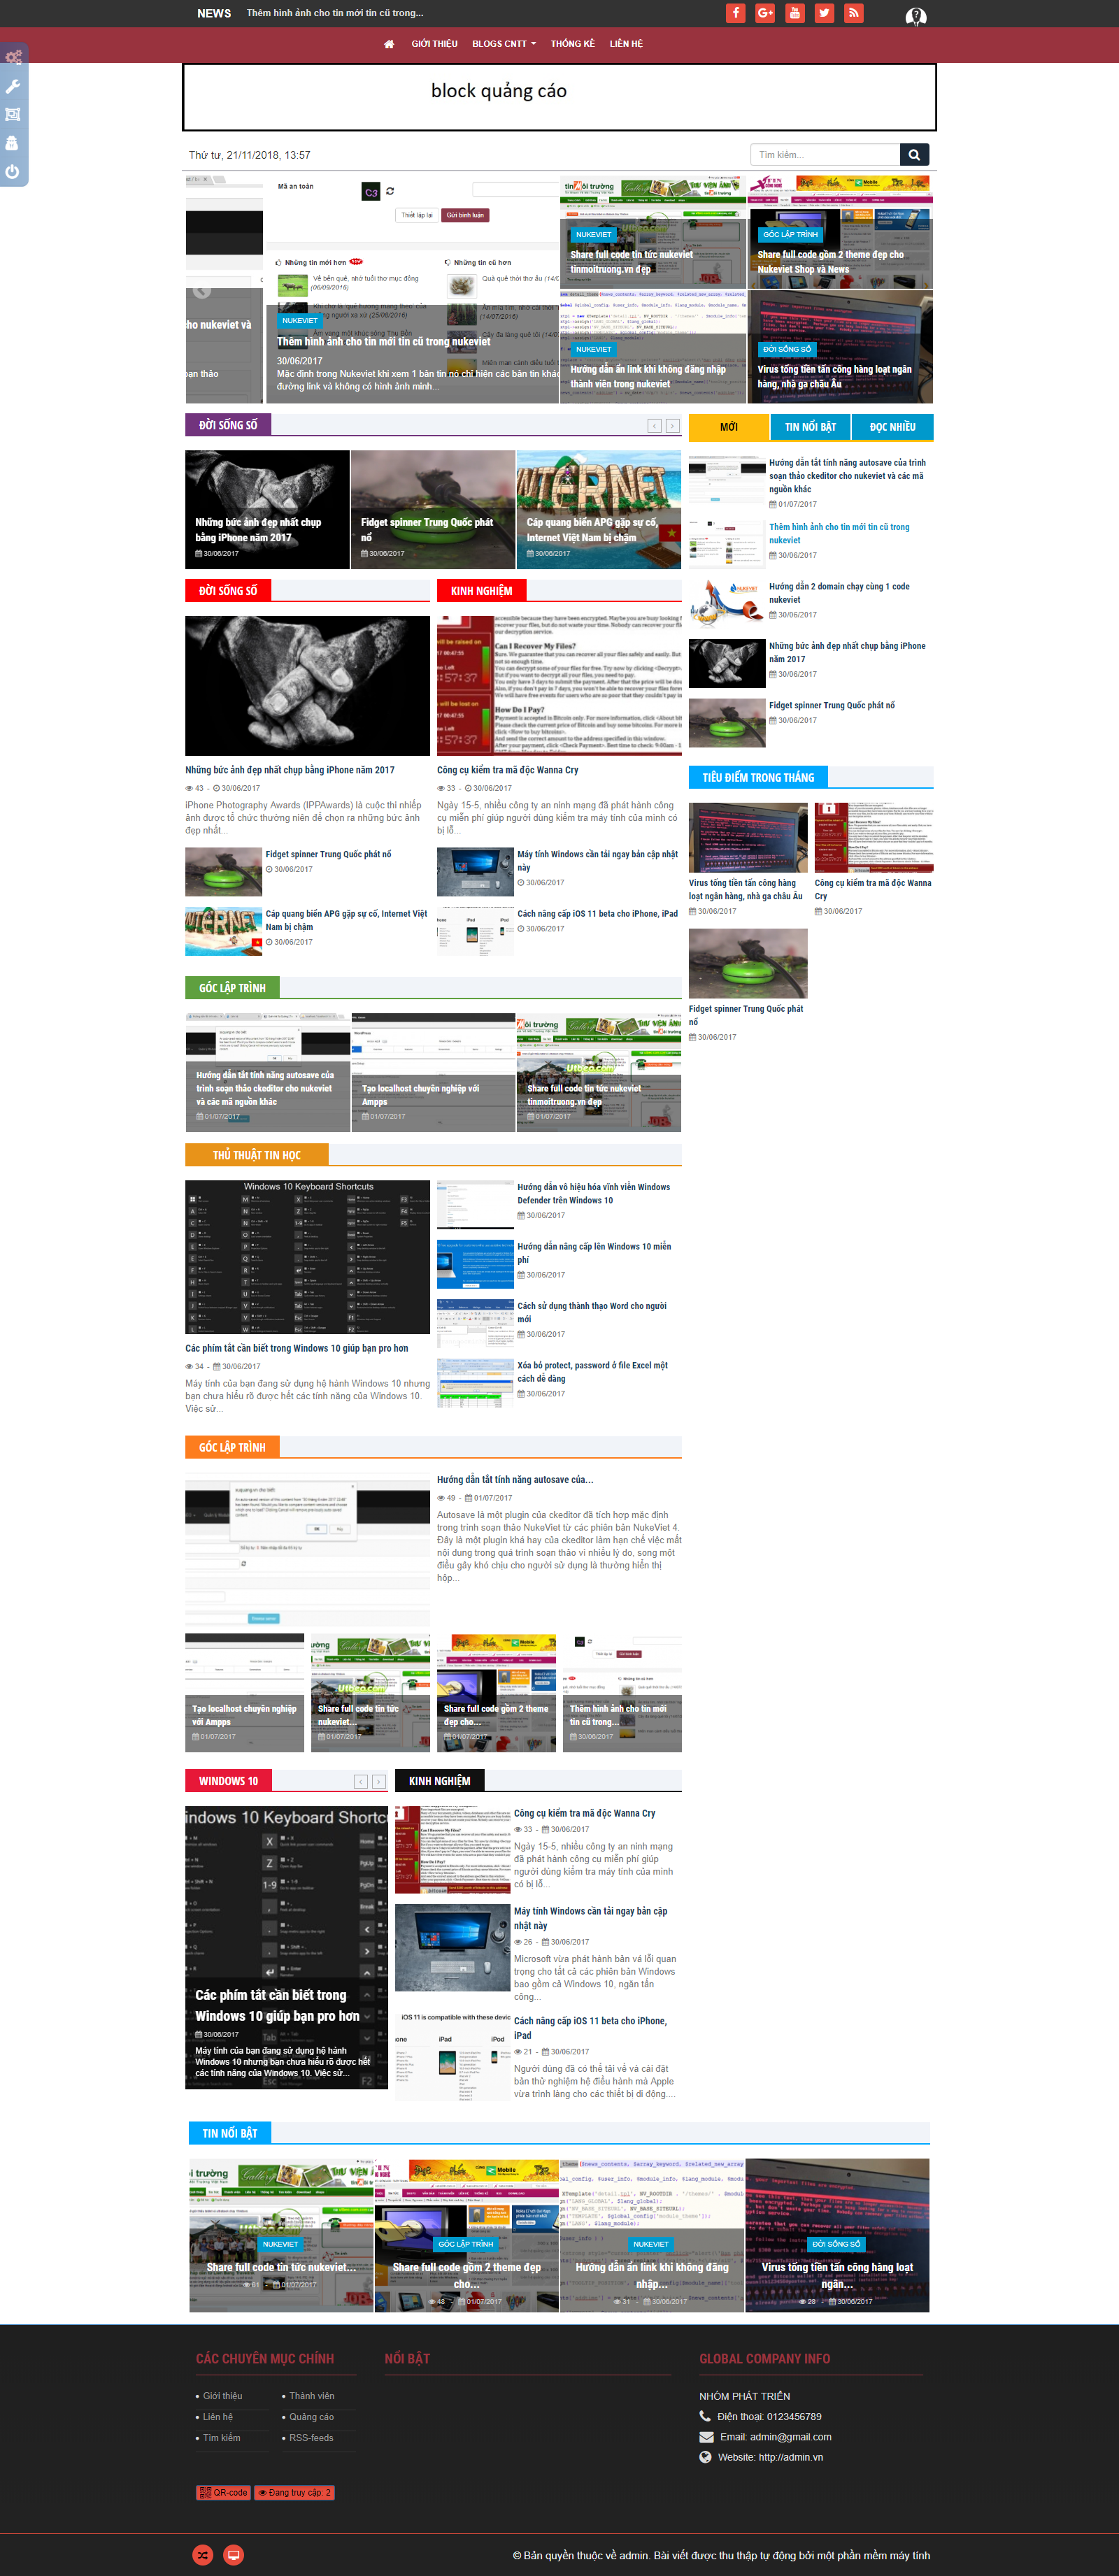 NEWS
Thêm hình ảnh cho tin mới tin cũ trong...
GIỚI THIỆU
BLOGS CNTT
THỐNG KÊ
LIÊN HỆ
block quảng cáo
Thứ tư, 21/11/2018, 13:57
Tìm kiếm...
Mã an toàn
Thiết lập lại
Gửi bình luận
Những tin mới hơn
Những tin cũ hơn
NUKEVIET
Thêm hình ảnh cho tin mới tin cũ trong nukeviet
30/06/2017
Mặc định trong Nukeviet khi xem 1 bản tin nó chỉ hiện các bản tin khác
đường link và không có hình ảnh minh...
NUKEVIET
Share full code tin tức nukeviet
tinmoitruong.vn đẹp
GÓC LẬP TRÌNH
Share full code gồm 2 theme đẹp cho
Nukeviet Shop và News
NUKEVIET
Hướng dẫn ẩn link khi không đăng nhập
thành viên trong nukeviet
ĐỜI SỐNG SỐ
Virus tống tiền tấn công hàng loạt ngân
hàng, nhà ga châu Âu
ĐỜI SỐNG SỐ
Những bức ảnh đẹp nhất chụp
bằng iPhone năm 2017
30/06/2017
Fidget spinner Trung Quốc phát
nổ
30/06/2017
Cáp quang biển APG gặp sự cố,
Internet Việt Nam bị chậm
30/06/2017
MỚI
TIN NỔI BẬT
ĐỌC NHIỀU
Hướng dẫn tắt tính năng autosave của trình
soạn thảo ckeditor cho nukeviet và các mã
nguồn khác
01/07/2017
Thêm hình ảnh cho tin mới tin cũ trong
nukeviet
30/06/2017
Hướng dẫn 2 domain chạy cùng 1 code
nukeviet
30/06/2017
Những bức ảnh đẹp nhất chụp bằng iPhone
năm 2017
30/06/2017
Fidget spinner Trung Quốc phát nổ
30/06/2017
ĐỜI SỐNG SỐ
Những bức ảnh đẹp nhất chụp bằng iPhone năm 2017
43 - 30/06/2017
iPhone Photography Awards (IPPAwards) là cuộc thi nhiếp
ảnh được tổ chức thường niên để chọn ra những bức ảnh
đẹp nhất...
Fidget spinner Trung Quốc phát nổ
30/06/2017
Cáp quang biển APG gặp sự cố, Internet Việt
Nam bị chậm
30/06/2017
KINH NGHIỆM
Can I Recover My Files?
How Do I Pay?
Công cụ kiểm tra mã độc Wanna Cry
33 - 30/06/2017
Ngày 15-5, nhiều công ty an ninh mạng đã phát hành công
cụ miễn phí giúp người dùng kiểm tra máy tính của mình có
bị lỗ...
Máy tính Windows cần tải ngay bản cập nhật
này
30/06/2017
Cách nâng cấp iOS 11 beta cho iPhone, iPad
30/06/2017
TIÊU ĐIỂM TRONG THÁNG
Virus tống tiền tấn công hàng
loạt ngân hàng, nhà ga châu Âu
30/06/2017
Công cụ kiểm tra mã độc Wanna
Cry
30/06/2017
Fidget spinner Trung Quốc phát
nổ
30/06/2017
GÓC LẬP TRÌNH
Hướng dẫn tắt tính năng autosave của
trình soạn thảo ckeditor cho nukeviet
và các mã nguồn khác
01/07/2017
Tạo localhost chuyên nghiệp với
Ampps
01/07/2017
Share full code tin tức nukeviet
tinmoitruong.vn đẹp
01/07/2017
THỦ THUẬT TIN HỌC
Windows 10 Keyboard Shortcuts
Các phím tắt cần biết trong Windows 10 giúp bạn pro hơn
34 - 30/06/2017
Máy tính của bạn đang sử dụng hệ hành Windows 10 nhưng
bạn chưa hiểu rõ được hết các tính năng của Windows 10.
Việc sử...
Hướng dẫn vô hiệu hóa vĩnh viễn Windows
Defender trên Windows 10
30/06/2017
Hướng dẫn nâng cấp lên Windows 10 miễn
phí
30/06/2017
Cách sử dụng thành thạo Word cho người
mới
30/06/2017
Xóa bỏ protect, password ở file Excel một
cách dễ dàng
30/06/2017
GÓC LẬP TRÌNH
Hướng dẫn tắt tính năng autosave của...
49 - 01/07/2017
Autosave là một plugin của ckeditor đã tích hợp mặc định
trong trình soạn thảo NukeViet từ các phiên bản NukeViet 4.
Đây là một plugin khá hay của ckeditor làm hạn chế việc mất
nội dung trong quá trình soạn thảo vì nhiều lý do, song một
điều gây khó chịu cho người sử dụng là thường hiển thị
hộp...
Tạo localhost chuyên nghiệp
với Ampps
01/07/2017
Share full code tin tức
nukeviet...
01/07/2017
Share full code gồm 2 theme
đẹp cho...
01/07/2017
Thêm hình ảnh cho tin mới
tin cũ trong...
30/06/2017
WINDOWS 10
Các phím tắt cần biết trong
Windows 10 giúp bạn pro hơn
30/06/2017
Máy tính của bạn đang sử dụng hệ hành
Windows 10 nhưng bạn chưa hiểu rõ được hết
các tính năng của Windows 10. Việc sử...
KINH NGHIỆM
Công cụ kiểm tra mã độc Wanna Cry
33 - 30/06/2017
Ngày 15-5, nhiều công ty an ninh mạng
đã phát hành công cụ miễn phí giúp
người dùng kiểm tra máy tính của mình
có bị lỗ...
Máy tính Windows cần tải ngay bản cập
nhật này
26 - 30/06/2017
Microsoft vừa phát hành bản vá lỗi quan
trọng cho tất cả các phiên bản Windows
bao gồm cả Windows 10, ngăn tấn
công...
Cách nâng cấp iOS 11 beta cho iPhone,
iPad
21 - 30/06/2017
Người dùng đã có thể tải về và cài đặt
bản thử nghiệm hệ điều hành mà Apple
vừa trình làng cho các thiết bị di động....
TIN NỔI BẬT
NUKEVIET
Share full code tin tức nukeviet...
61 - 01/07/2017
GÓC LẬP TRÌNH
Share full code gồm 2 theme đẹp
cho...
48 - 01/07/2017
NUKEVIET
Hướng dẫn ẩn link khi không đăng
nhập...
31 - 30/06/2017
ĐỜI SỐNG SỐ
Virus tống tiền tấn công hàng loạt
ngân...
28 - 30/06/2017
CÁC CHUYÊN MỤC CHÍNH
Giới thiệu
Thành viên
Liên hệ
Quảng cáo
Tìm kiếm
RSS-feeds
QR-code
Đang truy cập: 2
NỔI BẬT
GLOBAL COMPANY INFO
NHÓM PHÁT TRIỂN
Điện thoại: 0123456789
Email: admin@gmail.com
Website: http://admin.vn
© Bản quyền thuộc về admin. Bài viết được thu thập tự động bởi một phần mềm máy tính